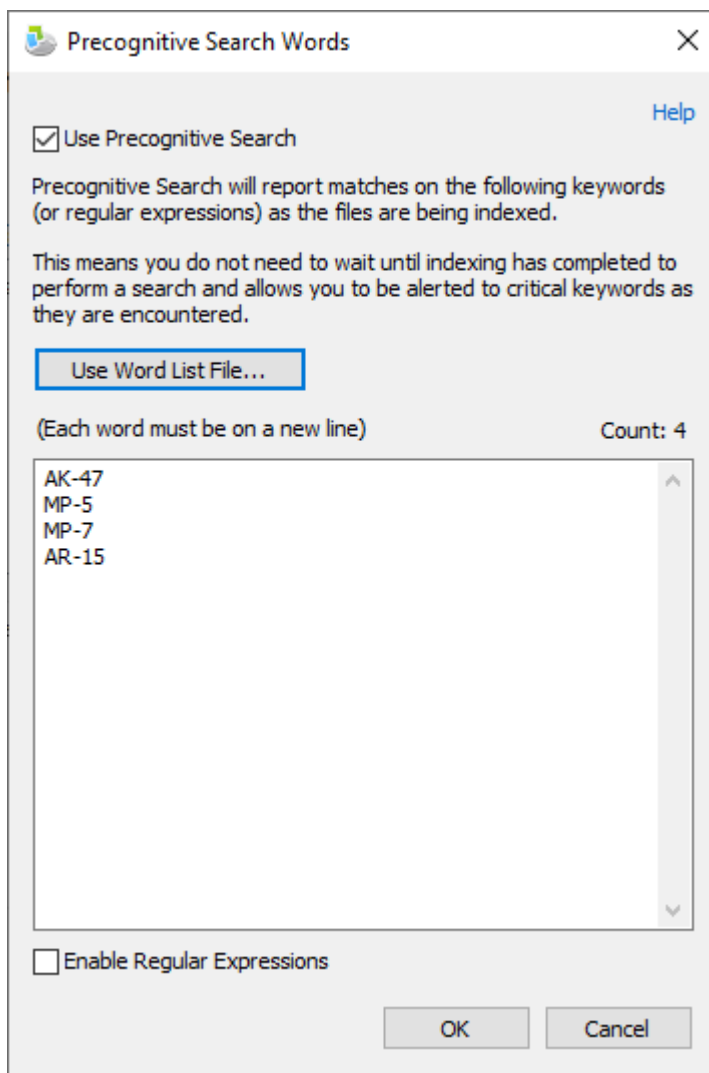 Precognitive Search Words
Help
Use Precognitive Search
Precognitive Search will report matches on the following keywords
(or regular expressions) as the files are being indexed.
This means you do not need to wait until indexing has completed to
perform a search and allows you to be alerted to critical keywords as
they are encountered.
Use Word List File...
(Each word must be on a new line) Count: 4
AK-47
MP-5
MP-7
AR-15
Enable Regular Expressions
OK Cancel